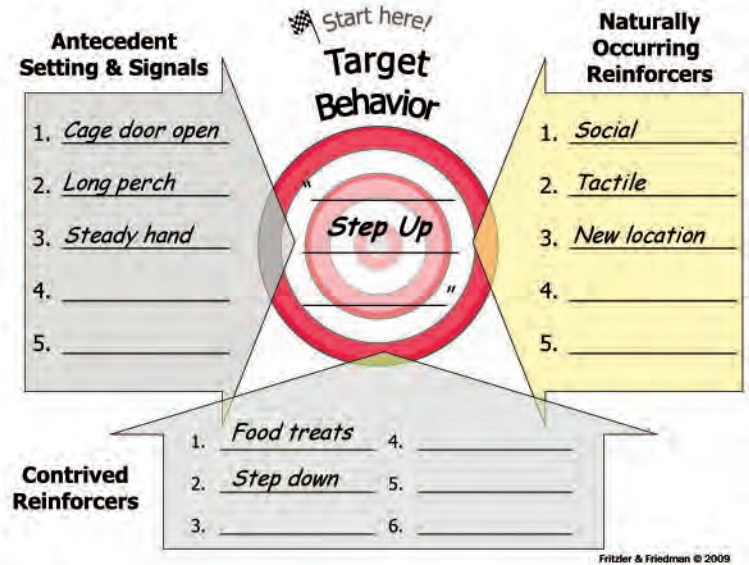 Start here!
Target
Behavior
Antecedent
Setting & Signals
1. Cage door open
2. Long perch
3. Steady hand
4.
5.
"
Step Up
"
Naturally
Occurring
Reinforcers
1. Social
2. Tactile
3. New location
4.
5.
Contrived
Reinforcers
1. Food treats
2. Step down
3.
4.
5.
6.
Fritzler & Friedman © 2009